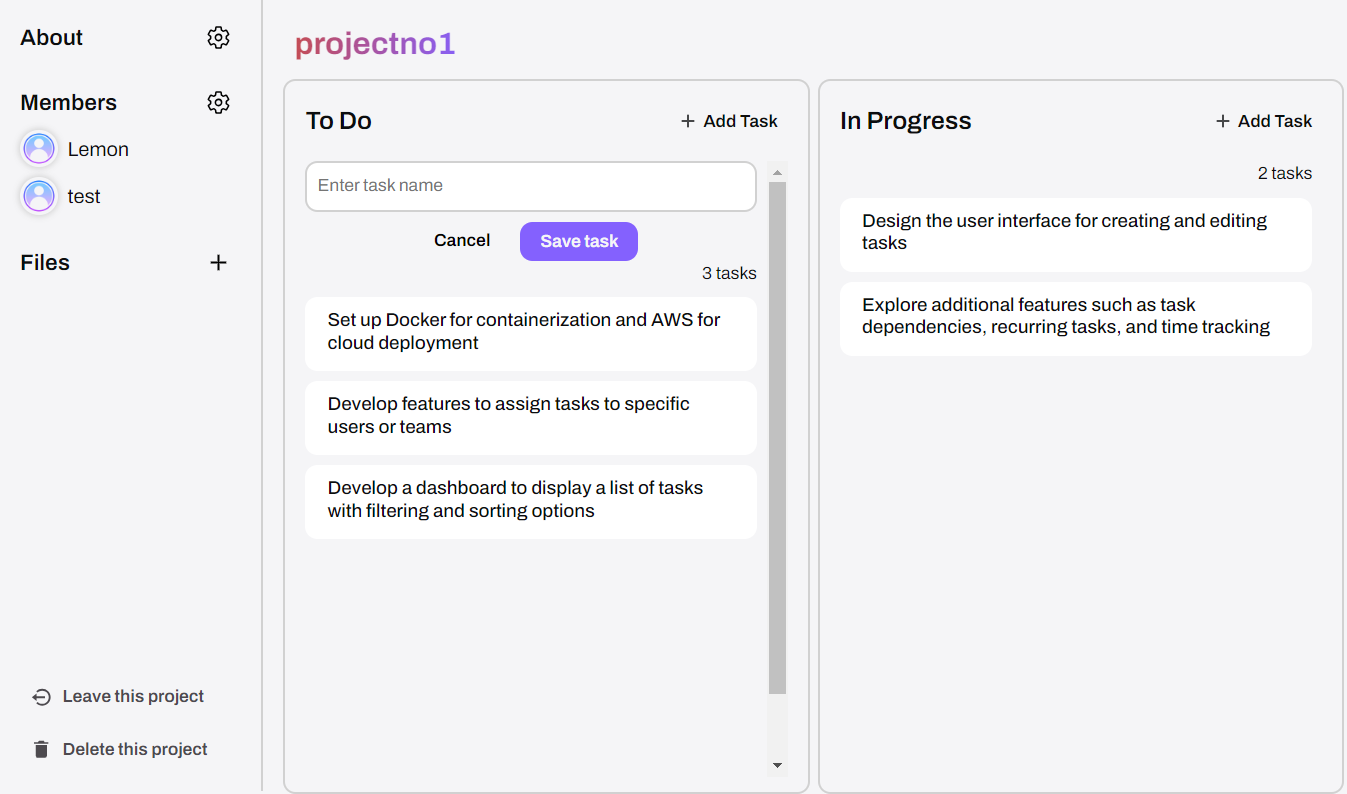 About
Members
Lemon
test
Files
Leave this project
Delete this project
projectno1
To Do
Add Task
Enter task name
Cancel
Save task
3 tasks
Set up Docker for containerization and AWS for
cloud deployment
Develop features to assign tasks to specific
users or teams
Develop a dashboard to display a list of tasks
with filtering and sorting options
In Progress
Add Task
2 tasks
Design the user interface for creating and editing
tasks
Explore additional features such as task
dependencies, recurring tasks, and time tracking